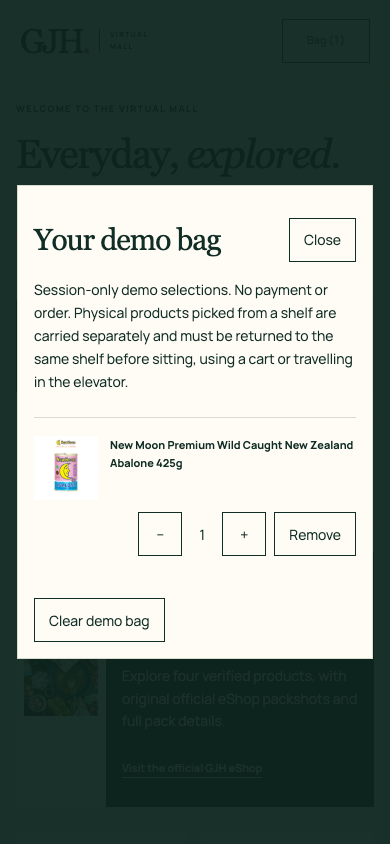 GJH.
VIRTUAL
MALL
Bag (1)
WELCOME TO THE VIRTUAL MALL
Everyday, explored.
Your demo bag
Close
Session-only demo selections. No payment or
order. Physical products picked from a shelf are
carried separately and must be returned to the
same shelf before sitting, using a cart or travelling
in the elevator.
New Moon Premium Wild Caught New Zealand
Abalone 425g
− 1 + Remove
Clear demo bag
Explore four verified products, with
original official eShop packshots and
full pack details.
Visit the official GJH eShop